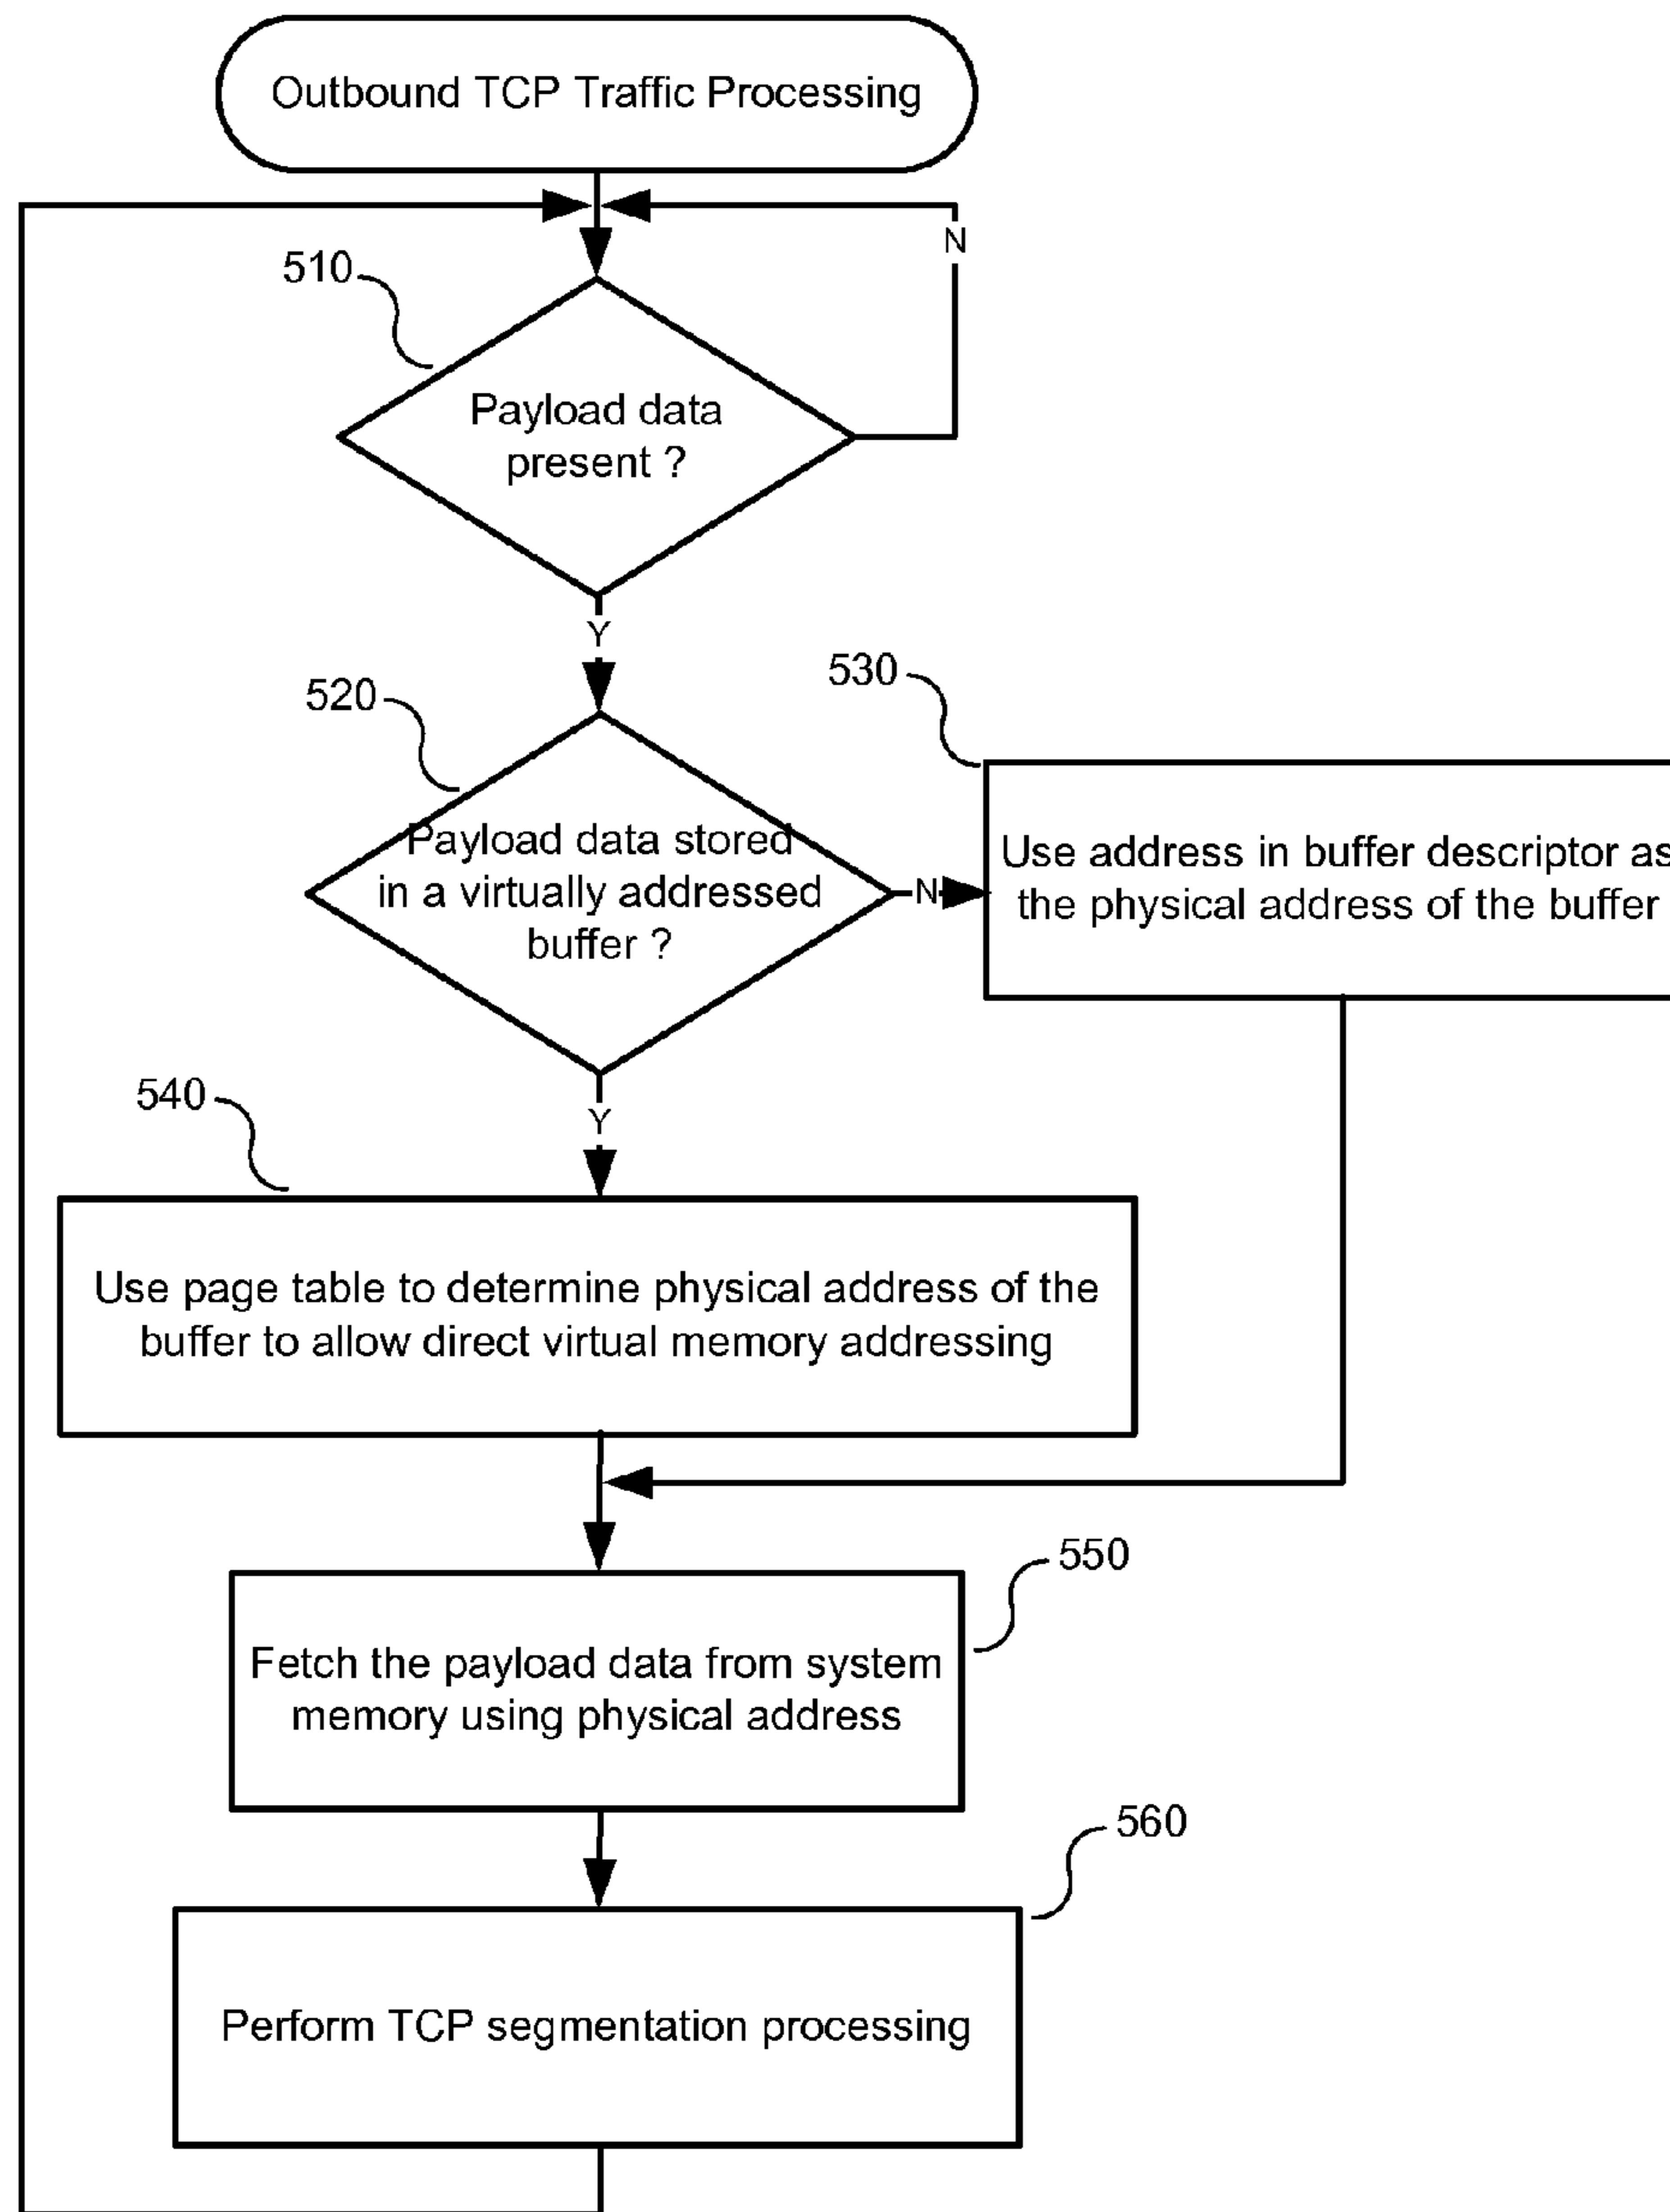 Outbound TCP Traffic Processing
N
510
Payload data
present ?
Y
530
520
Payload data stored
in a virtually addressed
buffer ?
N
Use address in buffer descriptor as
the physical address of the buffer
540
Y
Use page table to determine physical address of the
buffer to allow direct virtual memory addressing
550
Fetch the payload data from system
memory using physical address
560
Perform TCP segmentation processing